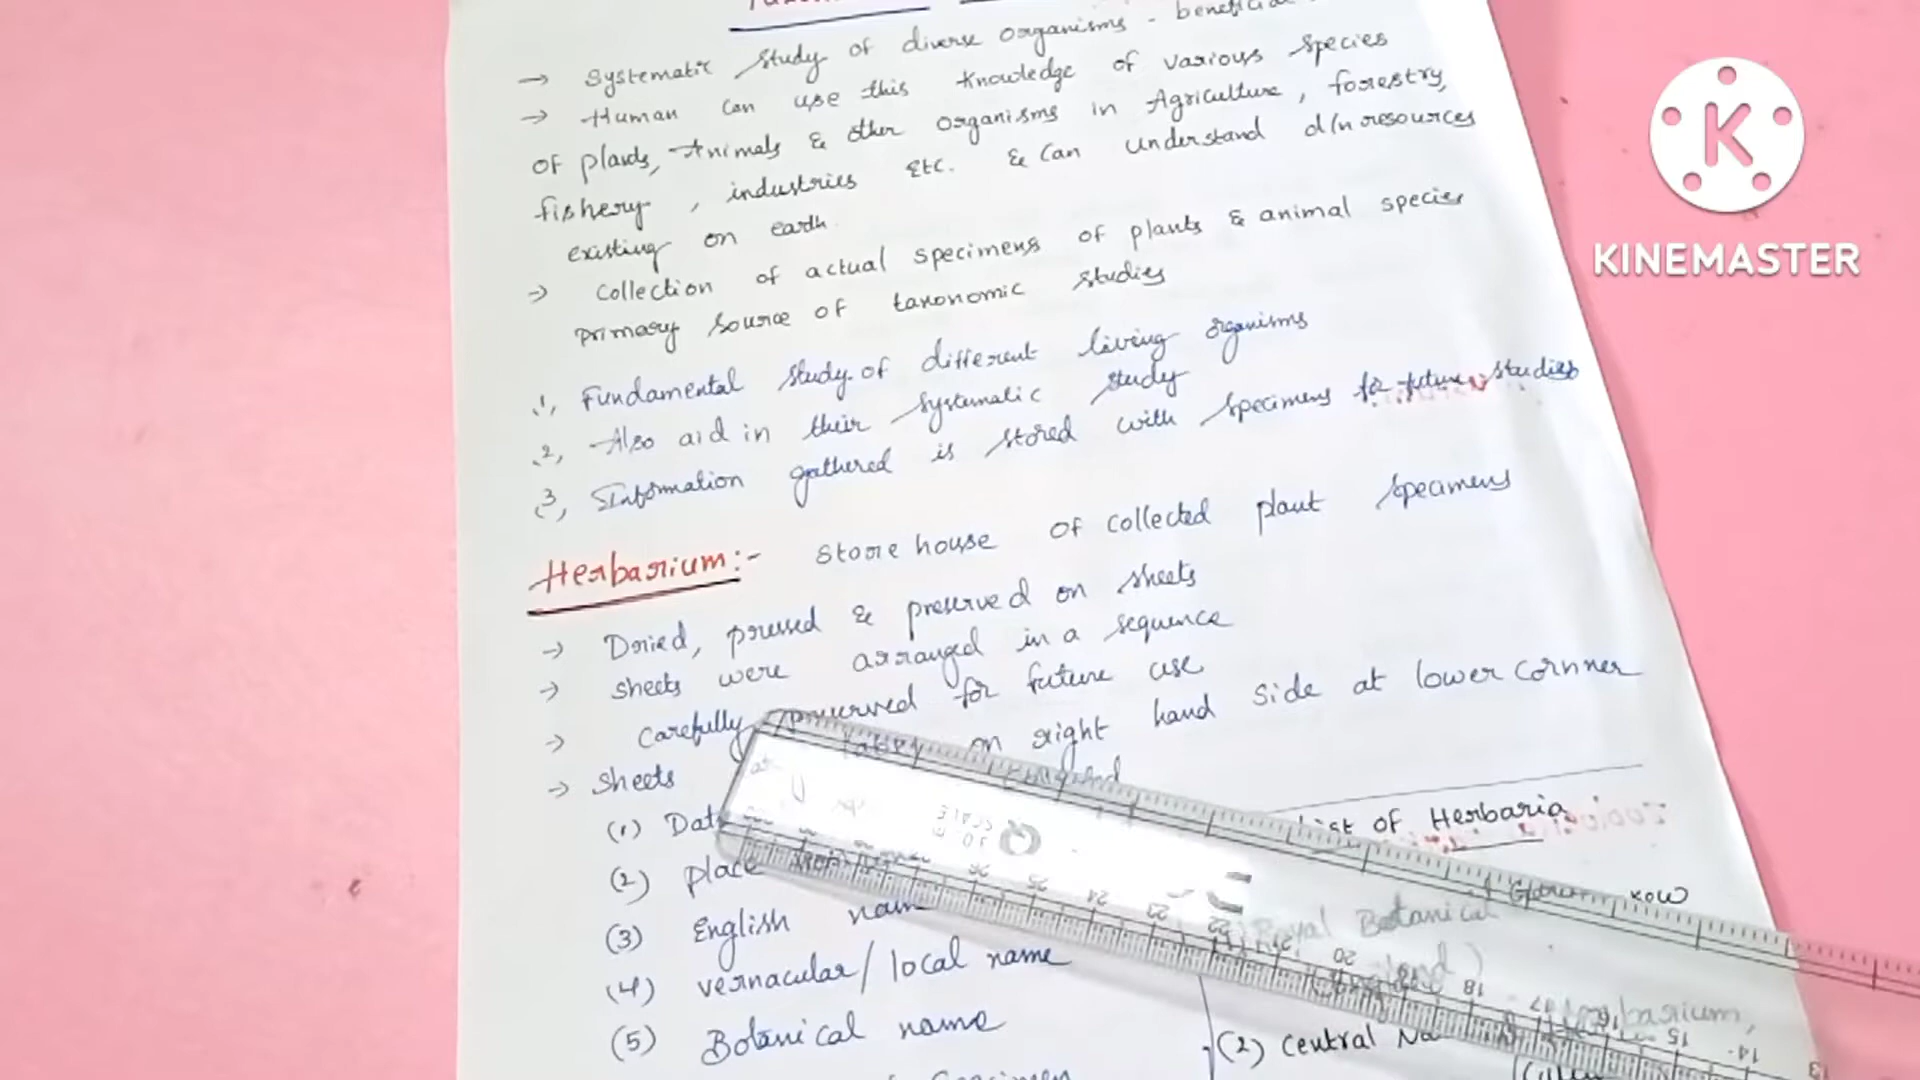 → Systematic study of diverse organisms - beneficial
→ Human can use this knowledge of various species
of plants, Animals & other organisms in Agriculture, forestry,
fishery, industries Etc. & can understand d/n resources
existing on earth.
→ Collection of actual specimens of plants & animal species
primary source of taxonomic studies
1, Fundamental study of different living organisms
2, Also aid in their systematic study
3, Information gathered is stored with specimens for future studies
Herbarium:- Store house of collected plant specimens
→ Dried, pressed & preserved on sheets
→ sheets were arranged in a sequence
→ Carefully preserved for future use
→ Sheets on right hand side at lower cornner
(1) Date
(2) place
(3) English name
(4) vernacular/local name
(5) Botanical name
List of Herbaria
Royal Botanical
Herbarium,
(2) Central
KINEMASTER